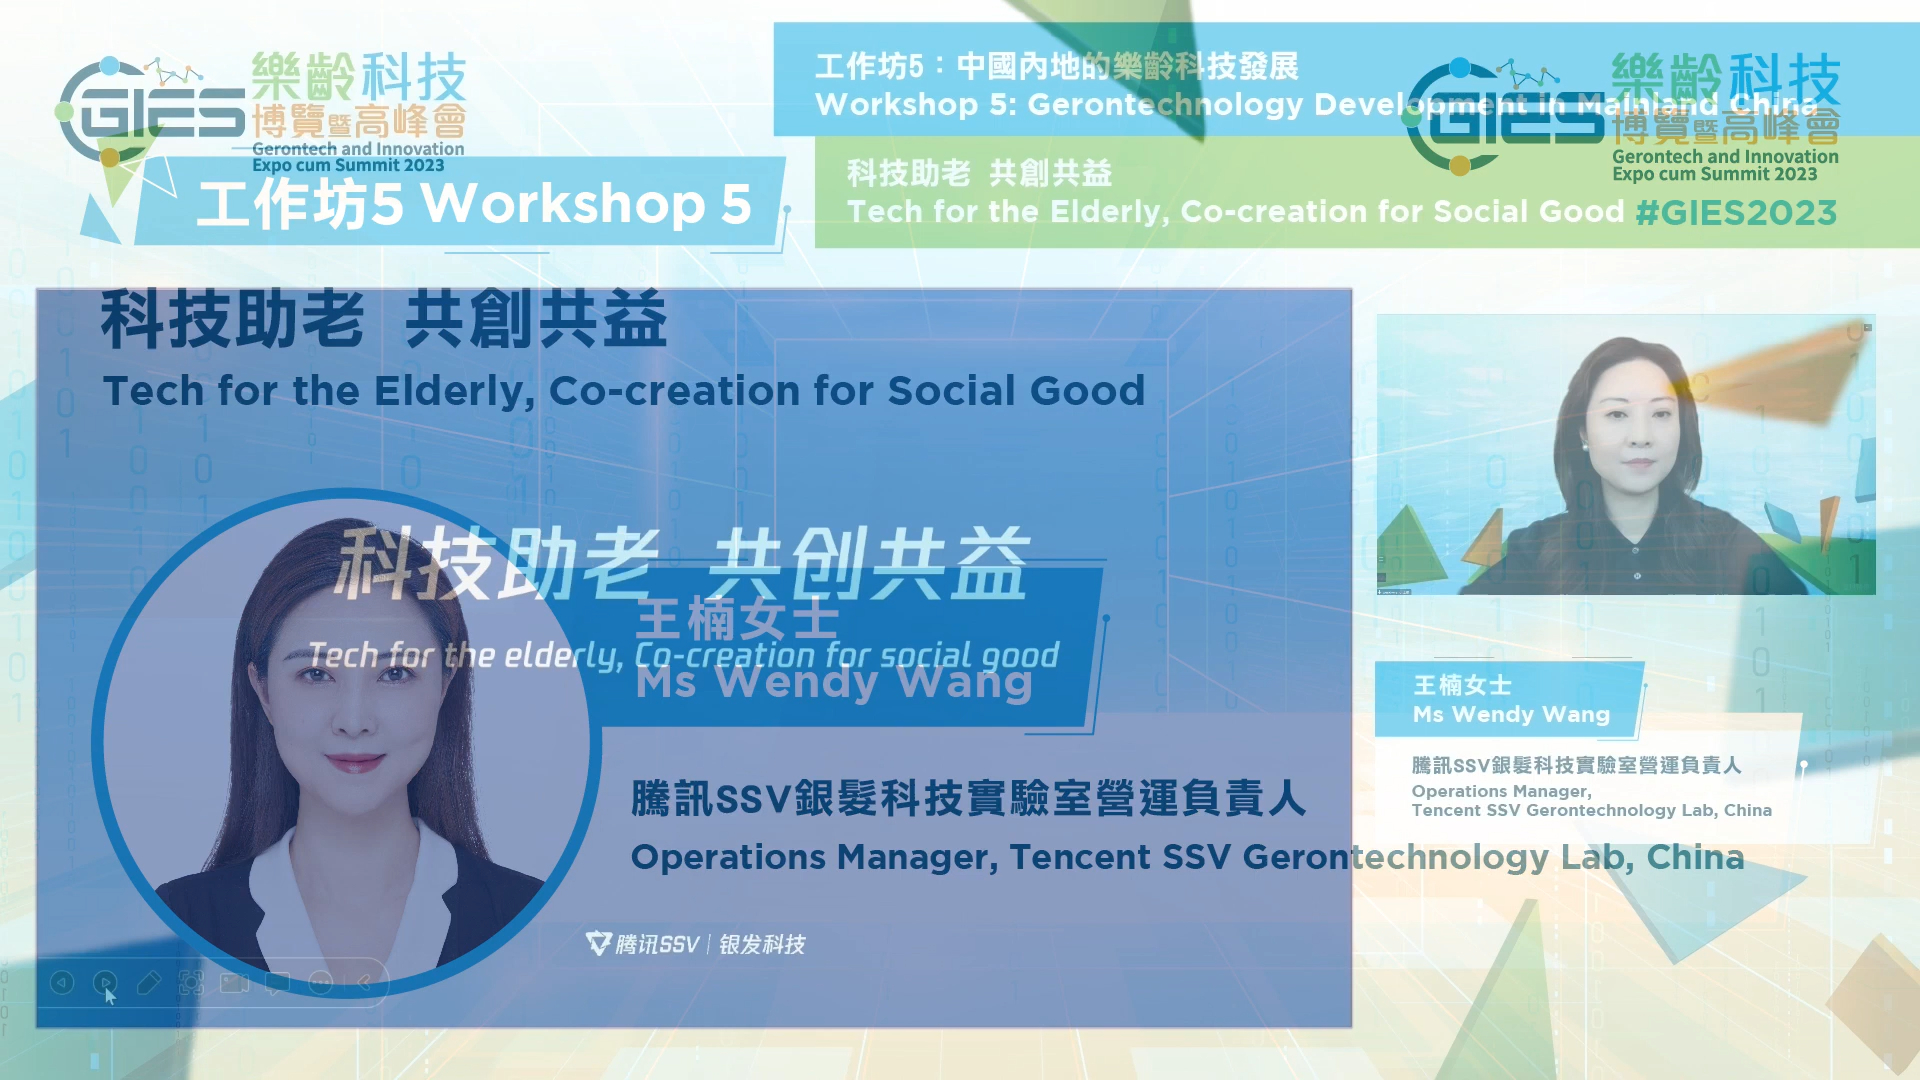 GIES
樂齡科技
博覽暨高峰會
Gerontech and Innovation
Expo cum Summit 2023
工作坊5 Workshop 5
工作坊5：中國內地的樂齡科技發展
Workshop 5: Gerontechnology Development in Mainland China
科技助老 共創共益
Tech for the Elderly, Co-creation for Social Good
GIES
樂齡科技
博覽暨高峰會
Gerontech and Innovation
Expo cum Summit 2023
#GIES2023
科技助老 共創共益
Tech for the Elderly, Co-creation for Social Good
科技助老 共创共益
Tech for the elderly, Co-creation for social good
王楠女士
Ms Wendy Wang
騰訊SSV銀髮科技實驗室營運負責人
Operations Manager, Tencent SSV Gerontechnology Lab, China
腾讯SSV | 银发科技
王楠女士
Ms Wendy Wang
騰訊SSV銀髮科技實驗室營運負責人
Operations Manager,
Tencent SSV Gerontechnology Lab, China